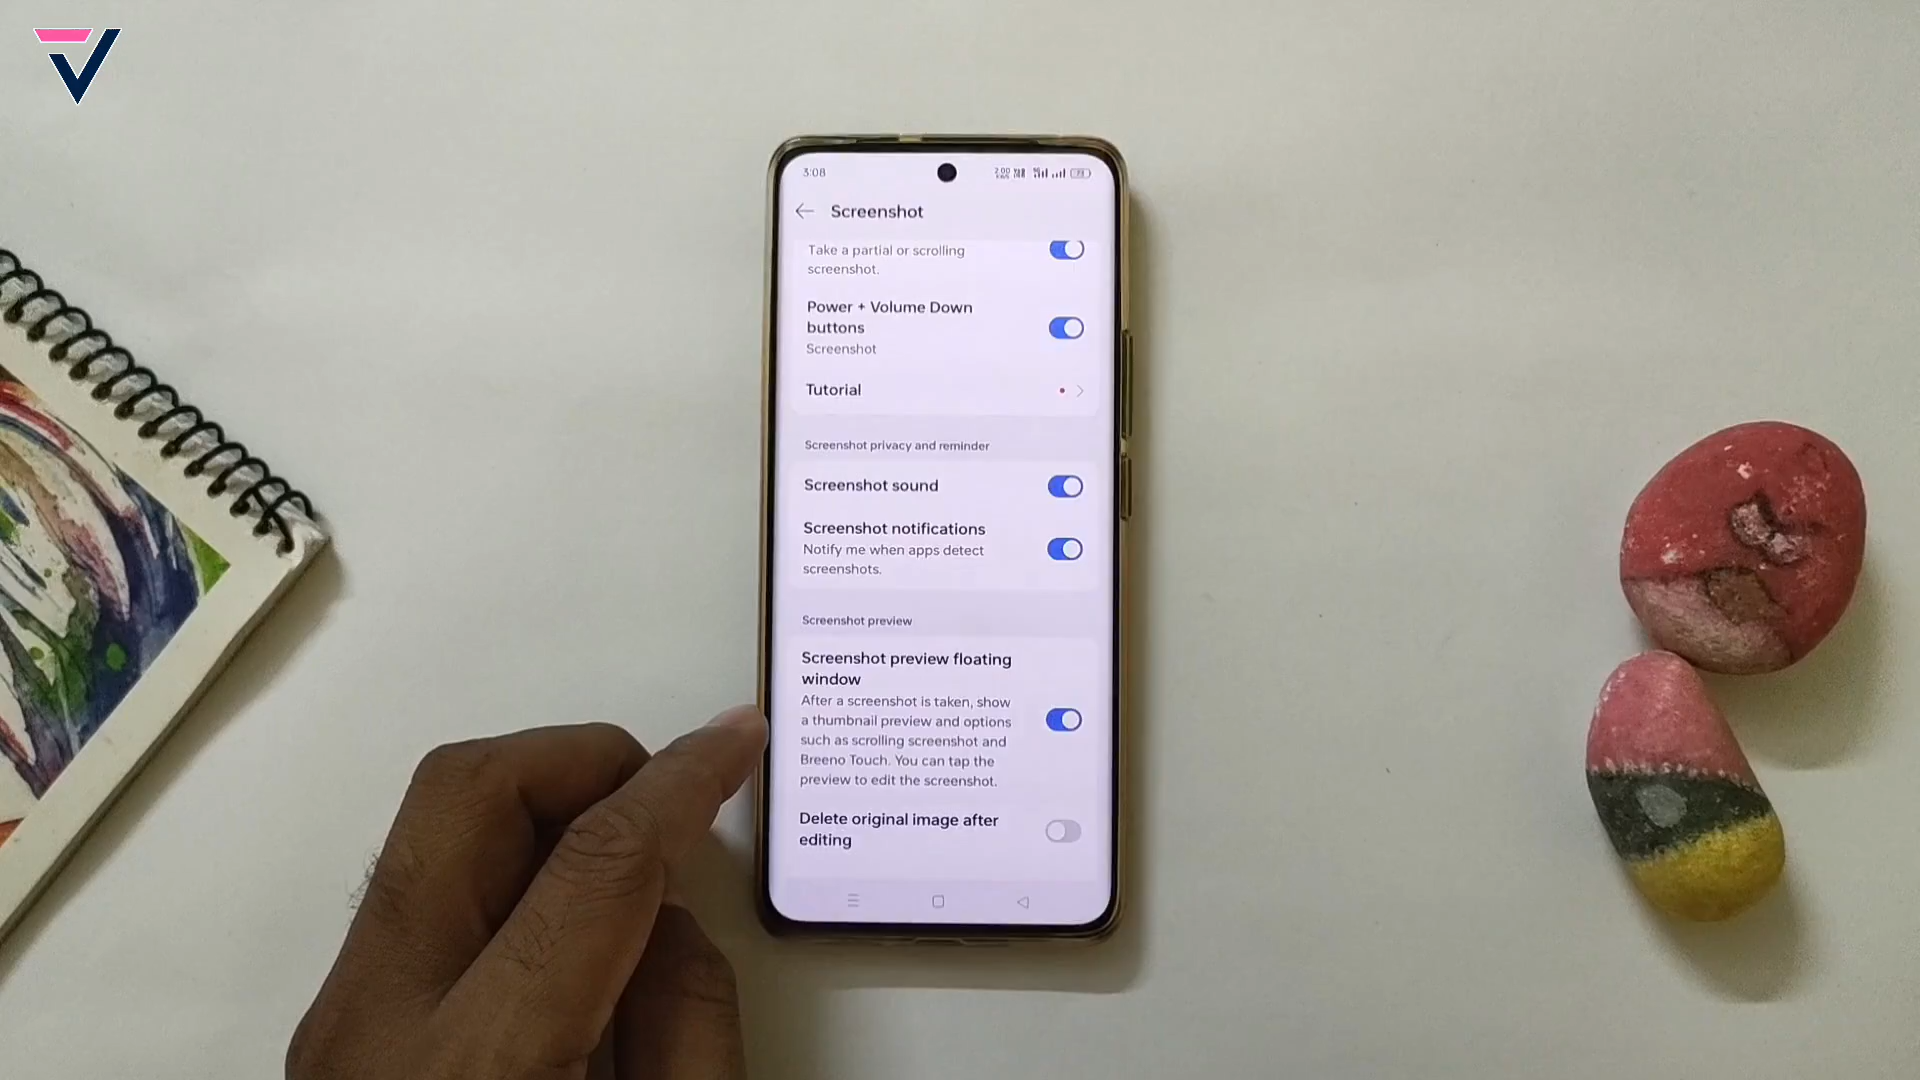 3:08
Screenshot
Take a partial or scrolling
screenshot.
Power + Volume Down
buttons
Screenshot
Tutorial
Screenshot privacy and reminder
Screenshot sound
Screenshot notifications
Notify me when apps detect
screenshots.
Screenshot preview
Screenshot preview floating
window
After a screenshot is taken, show
a thumbnail preview and options
such as scrolling screenshot and
Breeno Touch. You can tap the
preview to edit the screenshot.
Delete original image after
editing